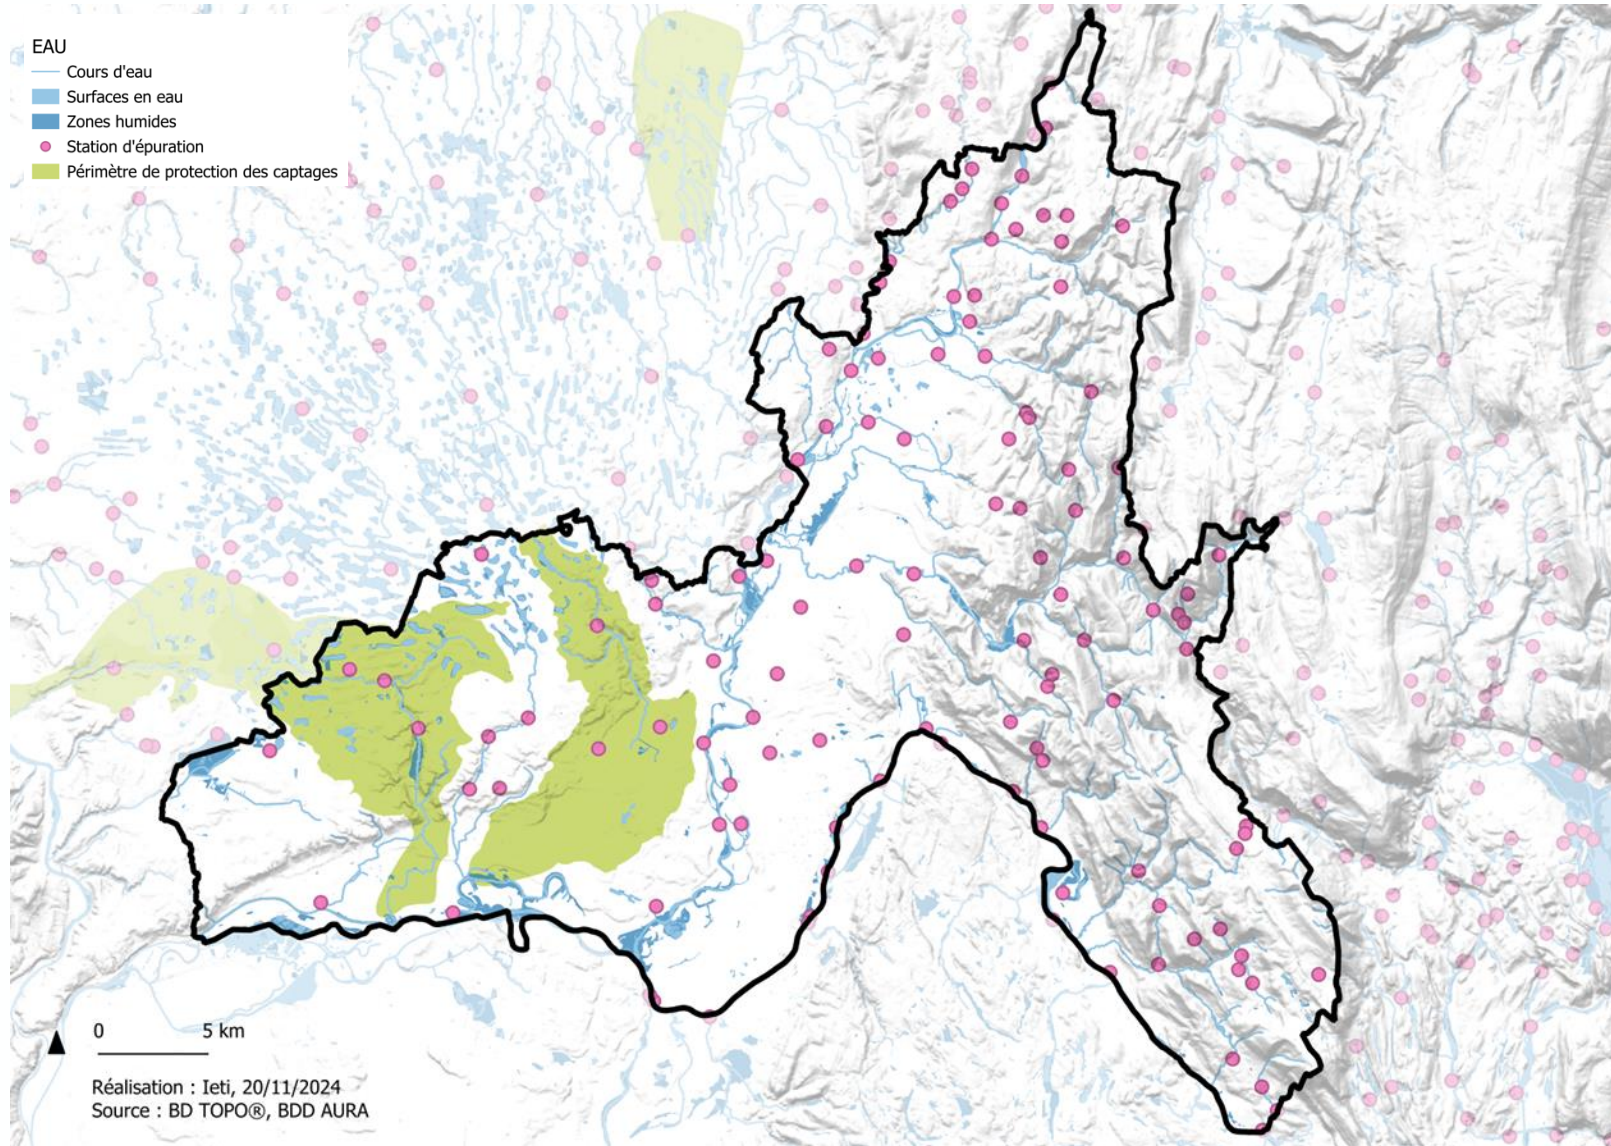 EAU
Cours d'eau
Surfaces en eau
Zones humides
Station d'épuration
Périmètre de protection des captages
0 5 km
Réalisation : Ieti, 20/11/2024
Source : BD TOPO®, BDD AURA